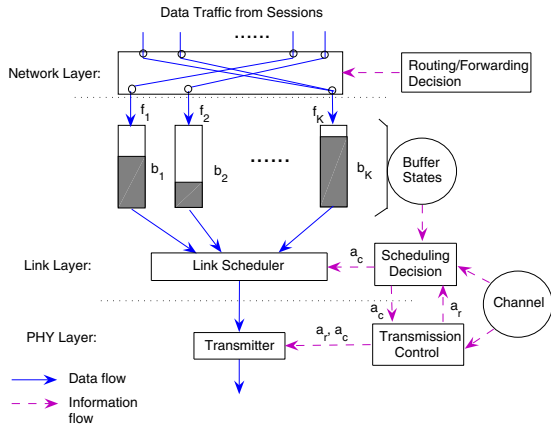 Data Traffic from Sessions
......
Network Layer:
Routing/Forwarding
Decision
f1
f2
fK
b1
b2
......
bK
Buffer
States
Link Layer:
Link Scheduler
ac
Scheduling
Decision
Channel
ac
ar
PHY Layer:
Transmitter
ar, ac
Transmission
Control
Data flow
Information
flow